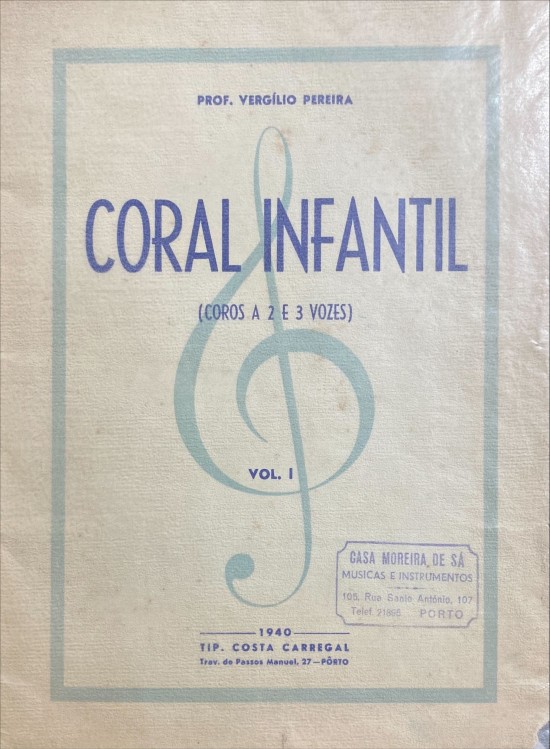 PROF. VERGÍLIO PEREIRA
CORAL INFANTIL
(COROS A 2 E 3 VOZES)
VOL. I
CASA MOREIRA DE SÁ
MUSICAS E INSTRUMENTOS
105, Rua Santo António, 107
Telef. 21895 PORTO
1940
TIP. COSTA CARREGAL
Trav. de Passos Manuel, 27—PÔRTO